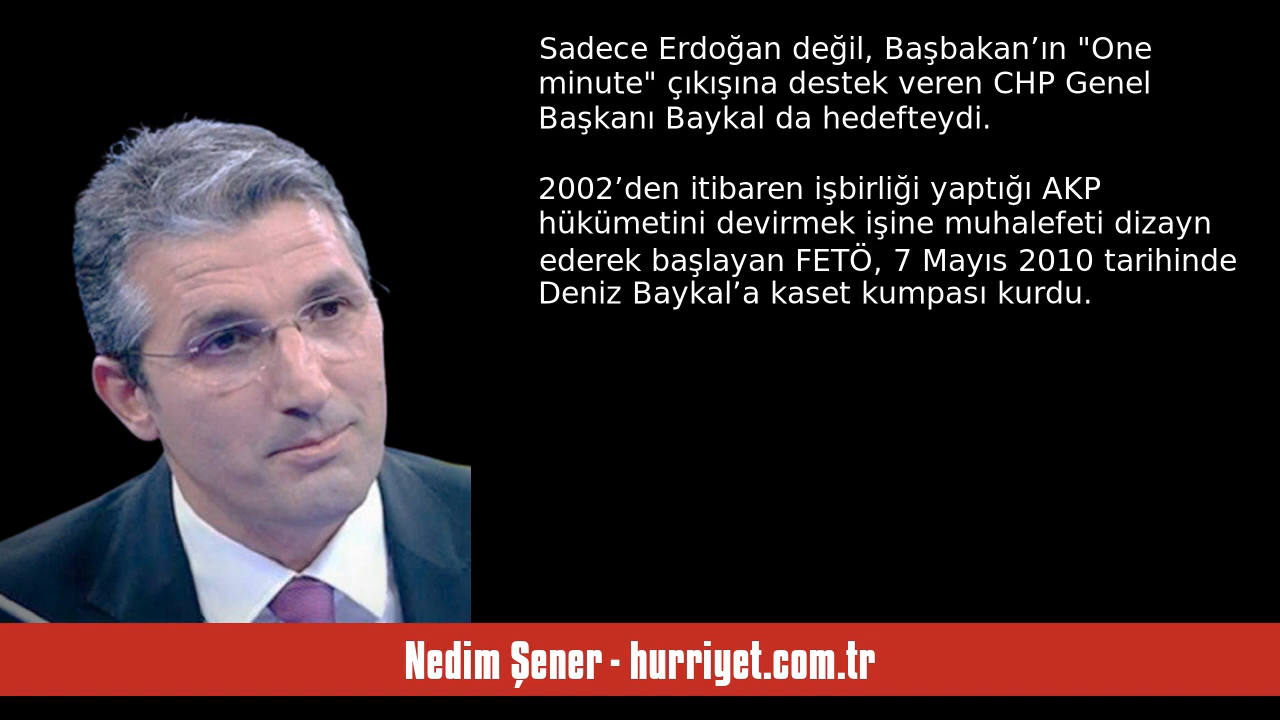 Sadece Erdoğan değil, Başbakan’ın "One
minute" çıkışına destek veren CHP Genel
Başkanı Baykal da hedefteydi.
2002’den itibaren işbirliği yaptığı AKP
hükümetini devirmek işine muhalefeti dizayn
ederek başlayan FETÖ, 7 Mayıs 2010 tarihinde
Deniz Baykal’a kaset kumpası kurdu.
Nedim Şener - hurriyet.com.tr